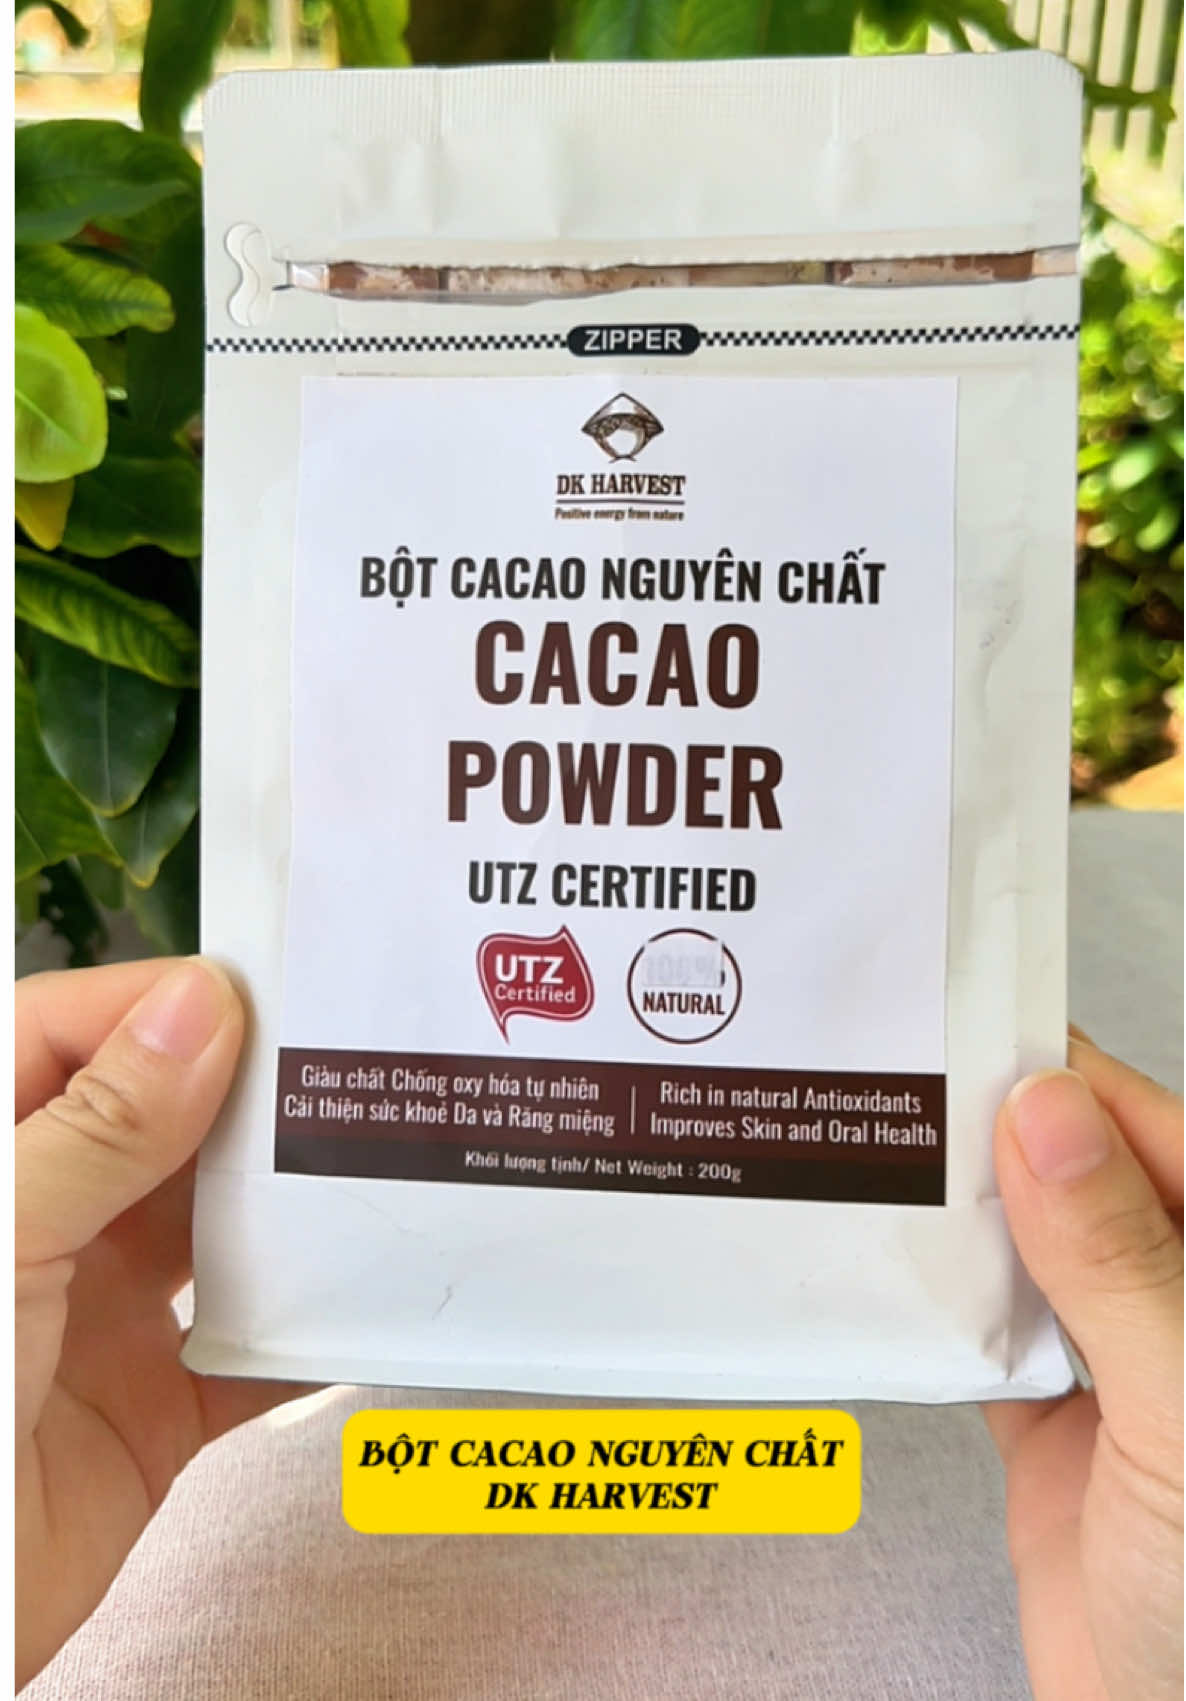 ZIPPER
DK HARVEST
Positive energy from nature
BỘT CACAO NGUYÊN CHẤT
CACAO
POWDER
UTZ CERTIFIED
UTZ
Certified
NATURAL
Giàu chất Chống oxy hóa tự nhiên
Cải thiện sức khoẻ Da và Răng miệng
Rich in natural Antioxidants
Improves Skin and Oral Health
Khối lượng tịnh/ Net Weight : 200g
BỘT CACAO NGUYÊN CHẤT
DK HARVEST